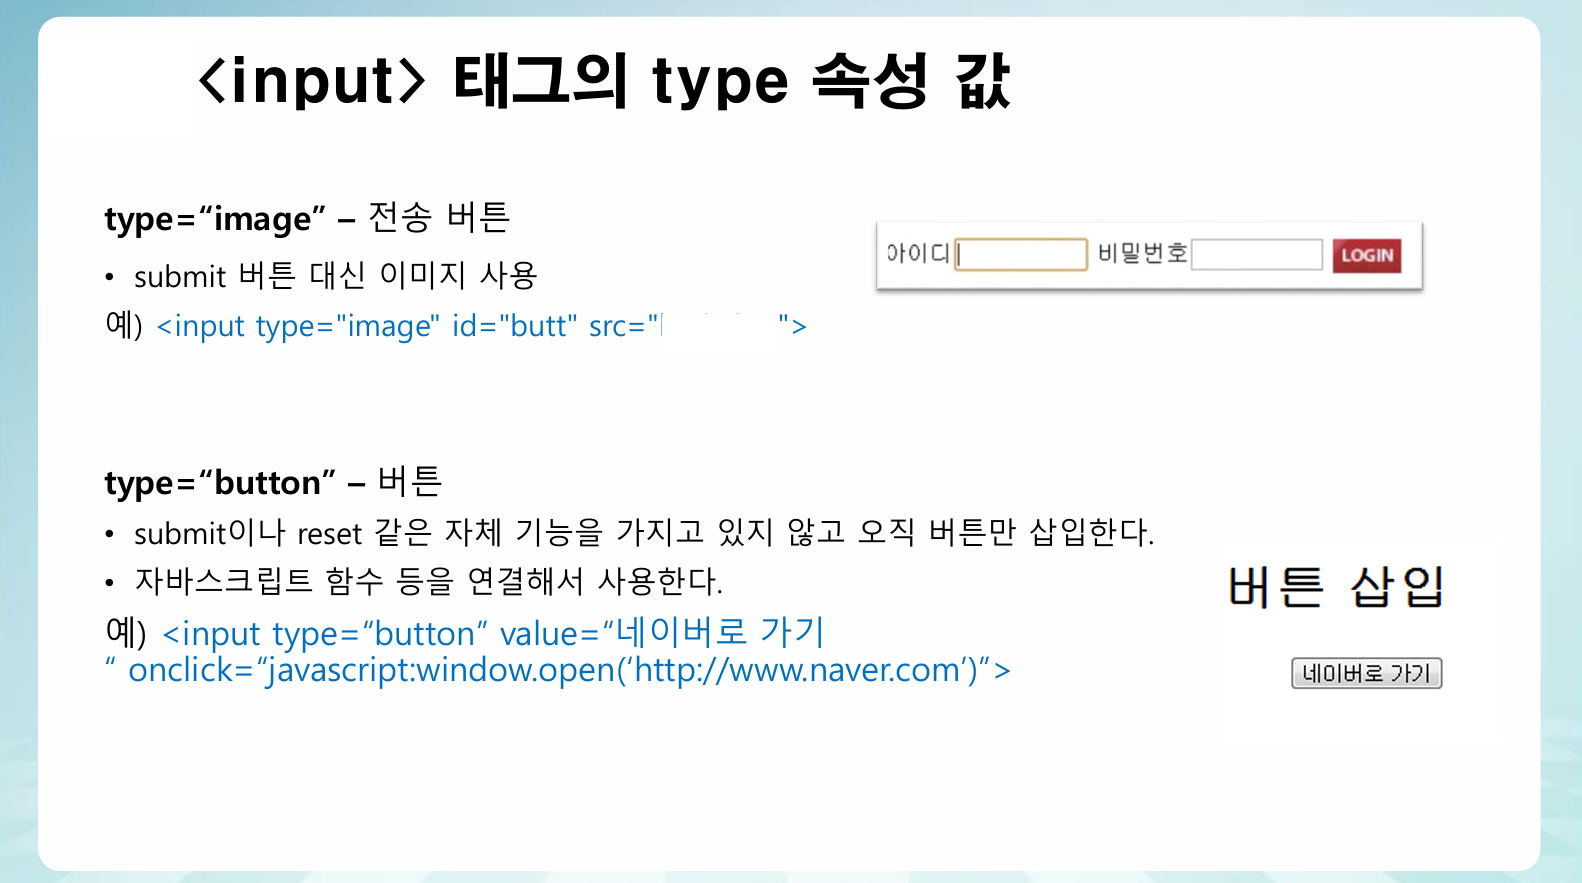 <input> 태그의 type 속성 값
type=“image” – 전송 버튼
• submit 버튼 대신 이미지 사용
예) <input type="image" id="butt" src=" ">
아이디 비밀번호 LOGIN
type=“button” – 버튼
• submit이나 reset 같은 자체 기능을 가지고 있지 않고 오직 버튼만 삽입한다.
• 자바스크립트 함수 등을 연결해서 사용한다.
예) <input type=“button” value=“네이버로 가기
“ onclick=“javascript:window.open(‘http://www.naver.com’)”>
버튼 삽입
네이버로 가기